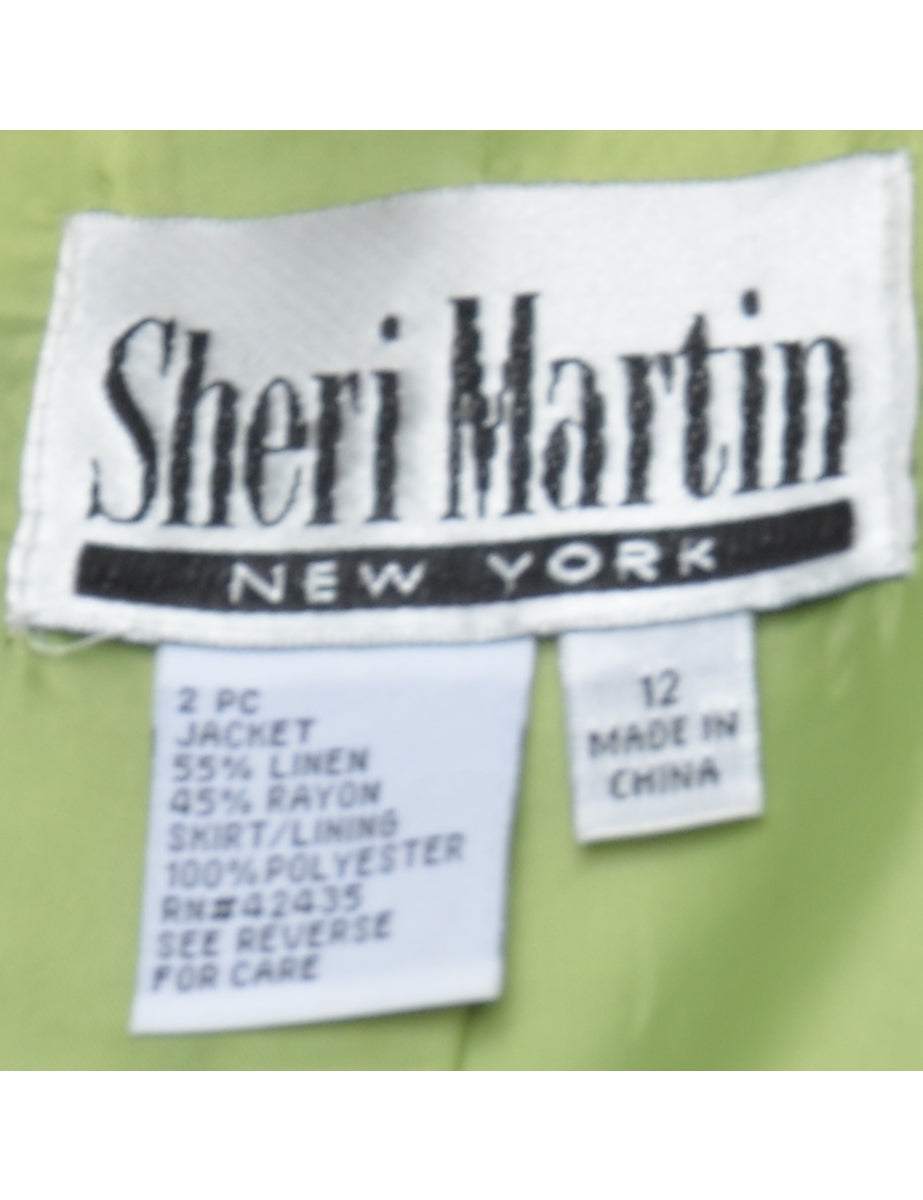 Sheri Martin
NEW YORK
2 PC
JACKET
55% LINEN
45% RAYON
SKIRT/LINING
100%POLYESTER
RN#42435
SEE REVERSE
FOR CARE
12
MADE IN
CHINA